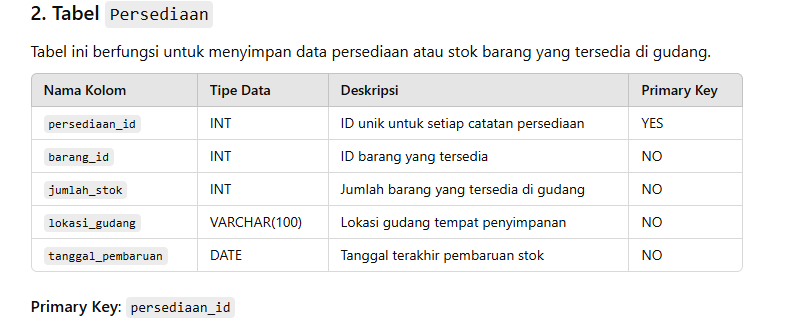 2. Tabel Persediaan
Tabel ini berfungsi untuk menyimpan data persediaan atau stok barang yang tersedia di gudang.
Nama Kolom Tipe Data Deskripsi Primary Key
persediaan_id INT ID unik untuk setiap catatan persediaan YES
barang_id INT ID barang yang tersedia NO
jumlah_stok INT Jumlah barang yang tersedia di gudang NO
lokasi_gudang VARCHAR(100) Lokasi gudang tempat penyimpanan NO
tanggal_pembaruan DATE Tanggal terakhir pembaruan stok NO
Primary Key: persediaan_id